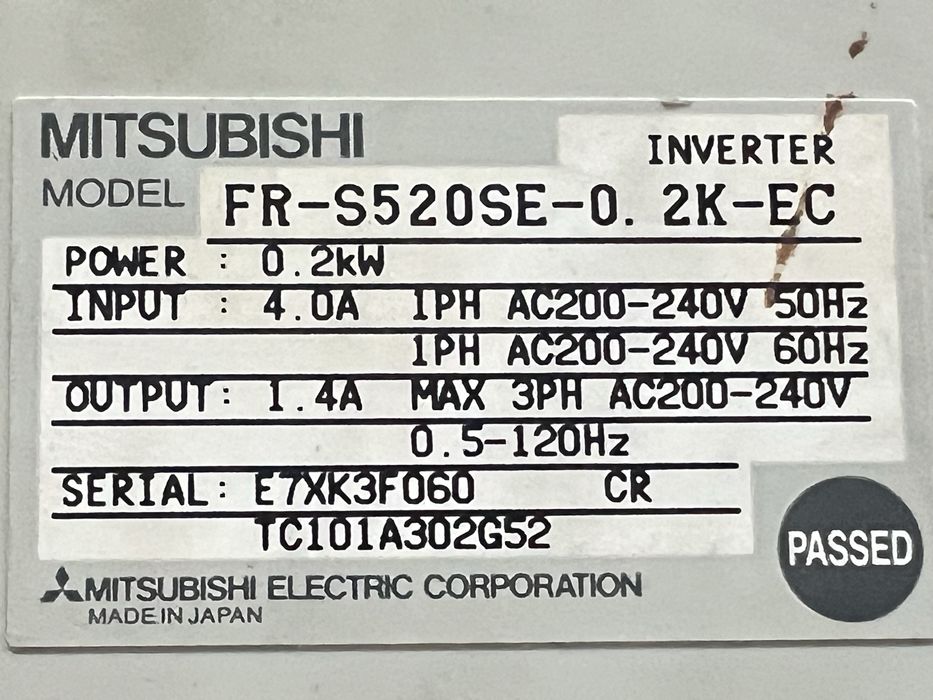 MITSUBISHI
INVERTER
MODEL FR-S520SE-0.2K-EC
POWER : 0.2kW
INPUT : 4.0A 1PH AC200-240V 50Hz
1PH AC200-240V 60Hz
OUTPUT: 1.4A MAX 3PH AC200-240V
0.5-120Hz
SERIAL: E7XK3F060 CR
TC101A302G52
PASSED
MITSUBISHI ELECTRIC CORPORATION
MADE IN JAPAN